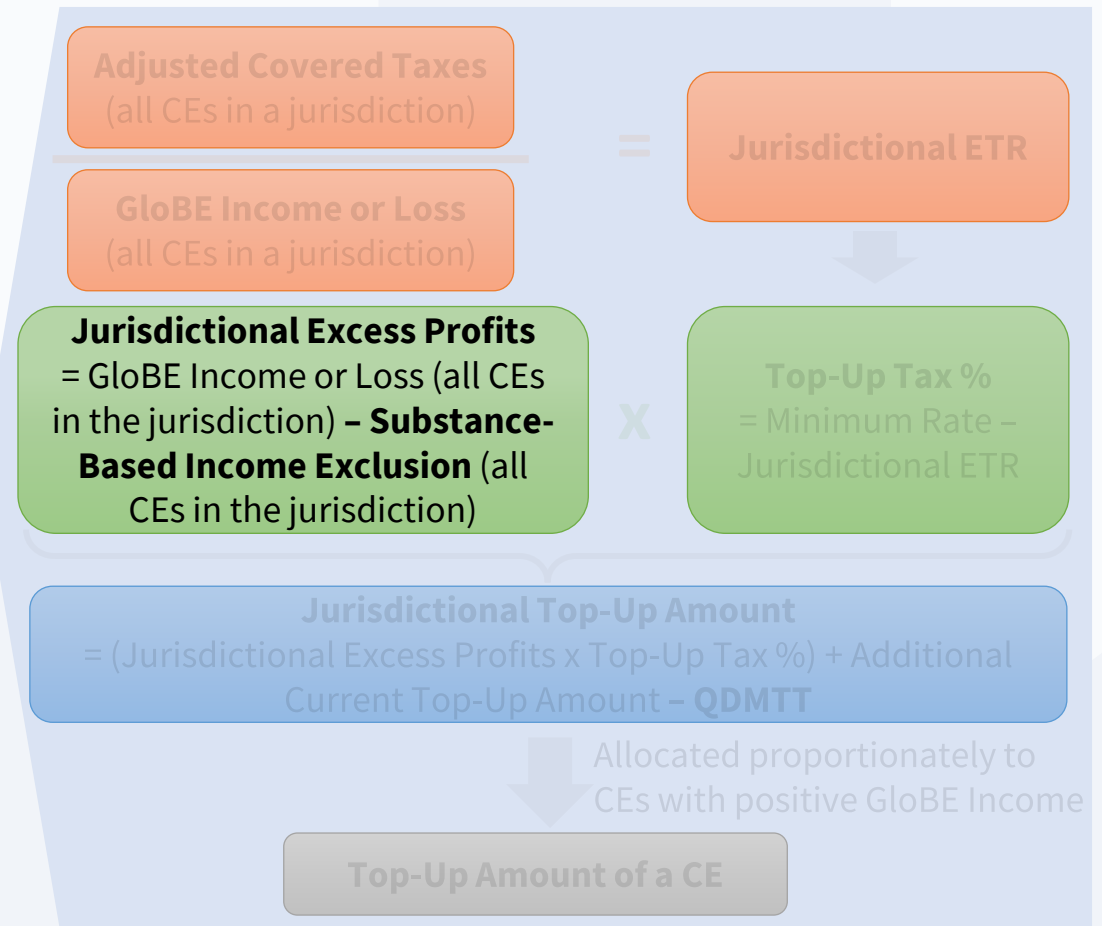 Adjusted Covered Taxes
(all CEs in a jurisdiction)
=
Jurisdictional ETR
GloBE Income or Loss
(all CEs in a jurisdiction)
Jurisdictional Excess Profits
= GloBE Income or Loss (all CEs
in the jurisdiction) – Substance-
Based Income Exclusion (all
CEs in the jurisdiction)
x
Top-Up Tax %
= Minimum Rate –
Jurisdictional ETR
Jurisdictional Top-Up Amount
= (Jurisdictional Excess Profits x Top-Up Tax %) + Additional
Current Top-Up Amount – QDMTT
Allocated proportionately to
CEs with positive GloBE Income
Top-Up Amount of a CE